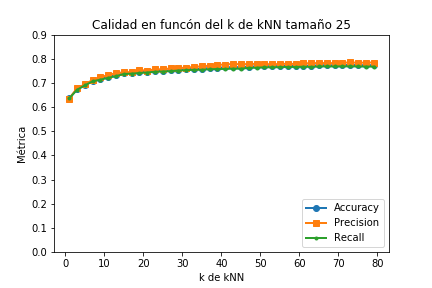 Calidad en funcón del k de kNN tamaño 25
0.9
0.8
0.7
0.6
0.5
0.4
0.3
0.2
0.1
0.0
Métrica
Accuracy
Precision
Recall
0 10 20 30 40 50 60 70 80
k de kNN